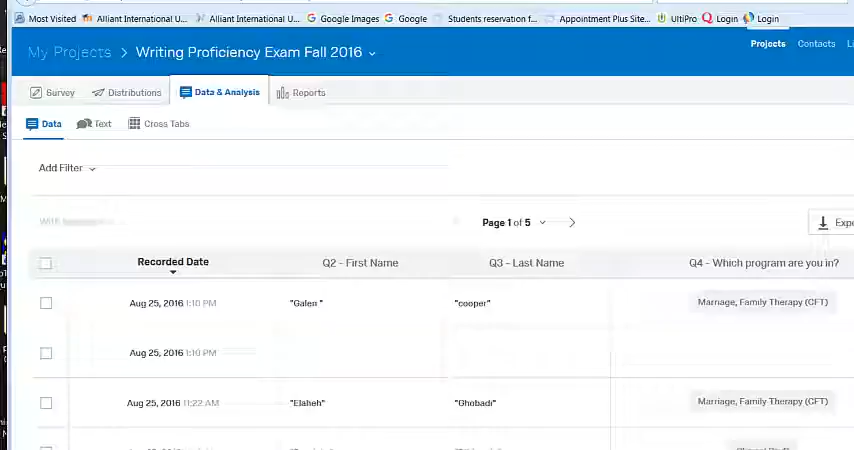 Most Visited Alliant International U... Alliant International U... Google Images Google Students reservation f... Appointment Plus Site... UltiPro Login Login
My Projects > Writing Proficiency Exam Fall 2016
Projects Contacts Li
Survey Distributions Data & Analysis Reports
Data Text Cross Tabs
Add Filter
With
Page 1 of 5
Expo
Recorded Date Q2 - First Name Q3 - Last Name Q4 - Which program are you in?
Aug 25, 2016 1:10 PM "Galen " "cooper" Marriage, Family Therapy (CFT)
Aug 25, 2016 1:10 PM
Aug 25, 2016 11:22 AM "Elaheh" "Ghobadi" Marriage, Family Therapy (CFT)